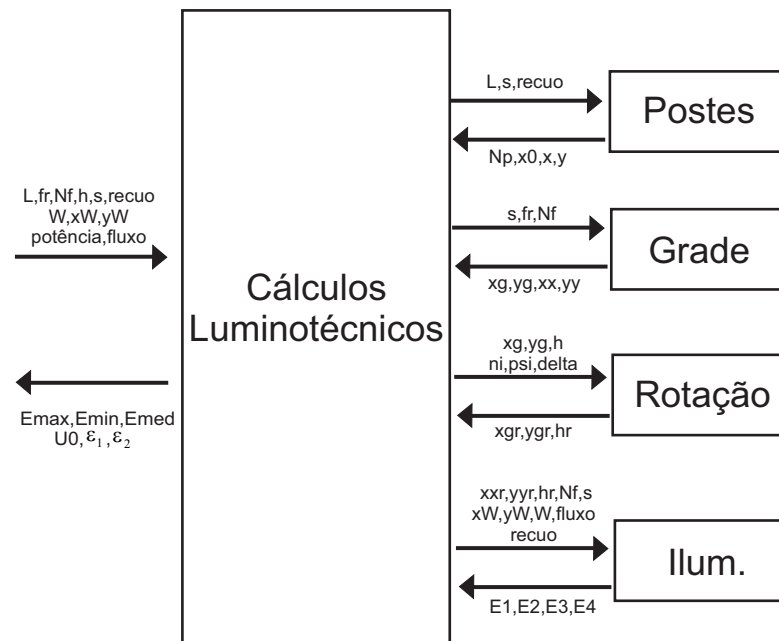 L,fr,Nf,h,s,recuo
W,xW,yW
potência,fluxo
Emax,Emin,Emed
U0,ε₁,ε₂
Cálculos
Luminotécnicos
L,s,recuo
Np,x0,x,y
Postes
s,fr,Nf
xg,yg,xx,yy
Grade
xg,yg,h
ni,psi,delta
xgr,ygr,hr
Rotação
xxr,yyr,hr,Nf,s
xW,yW,W,fluxo
recuo
E1,E2,E3,E4
Ilum.